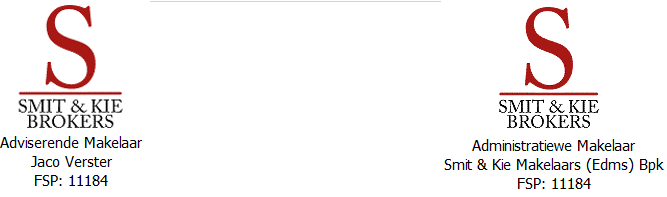 S
SMIT & KIE
BROKERS
Adviserende Makelaar
Jaco Verster
FSP: 11184
S
SMIT & KIE
BROKERS
Administratiewe Makelaar
Smit & Kie Makelaars (Edms) Bpk
FSP: 11184